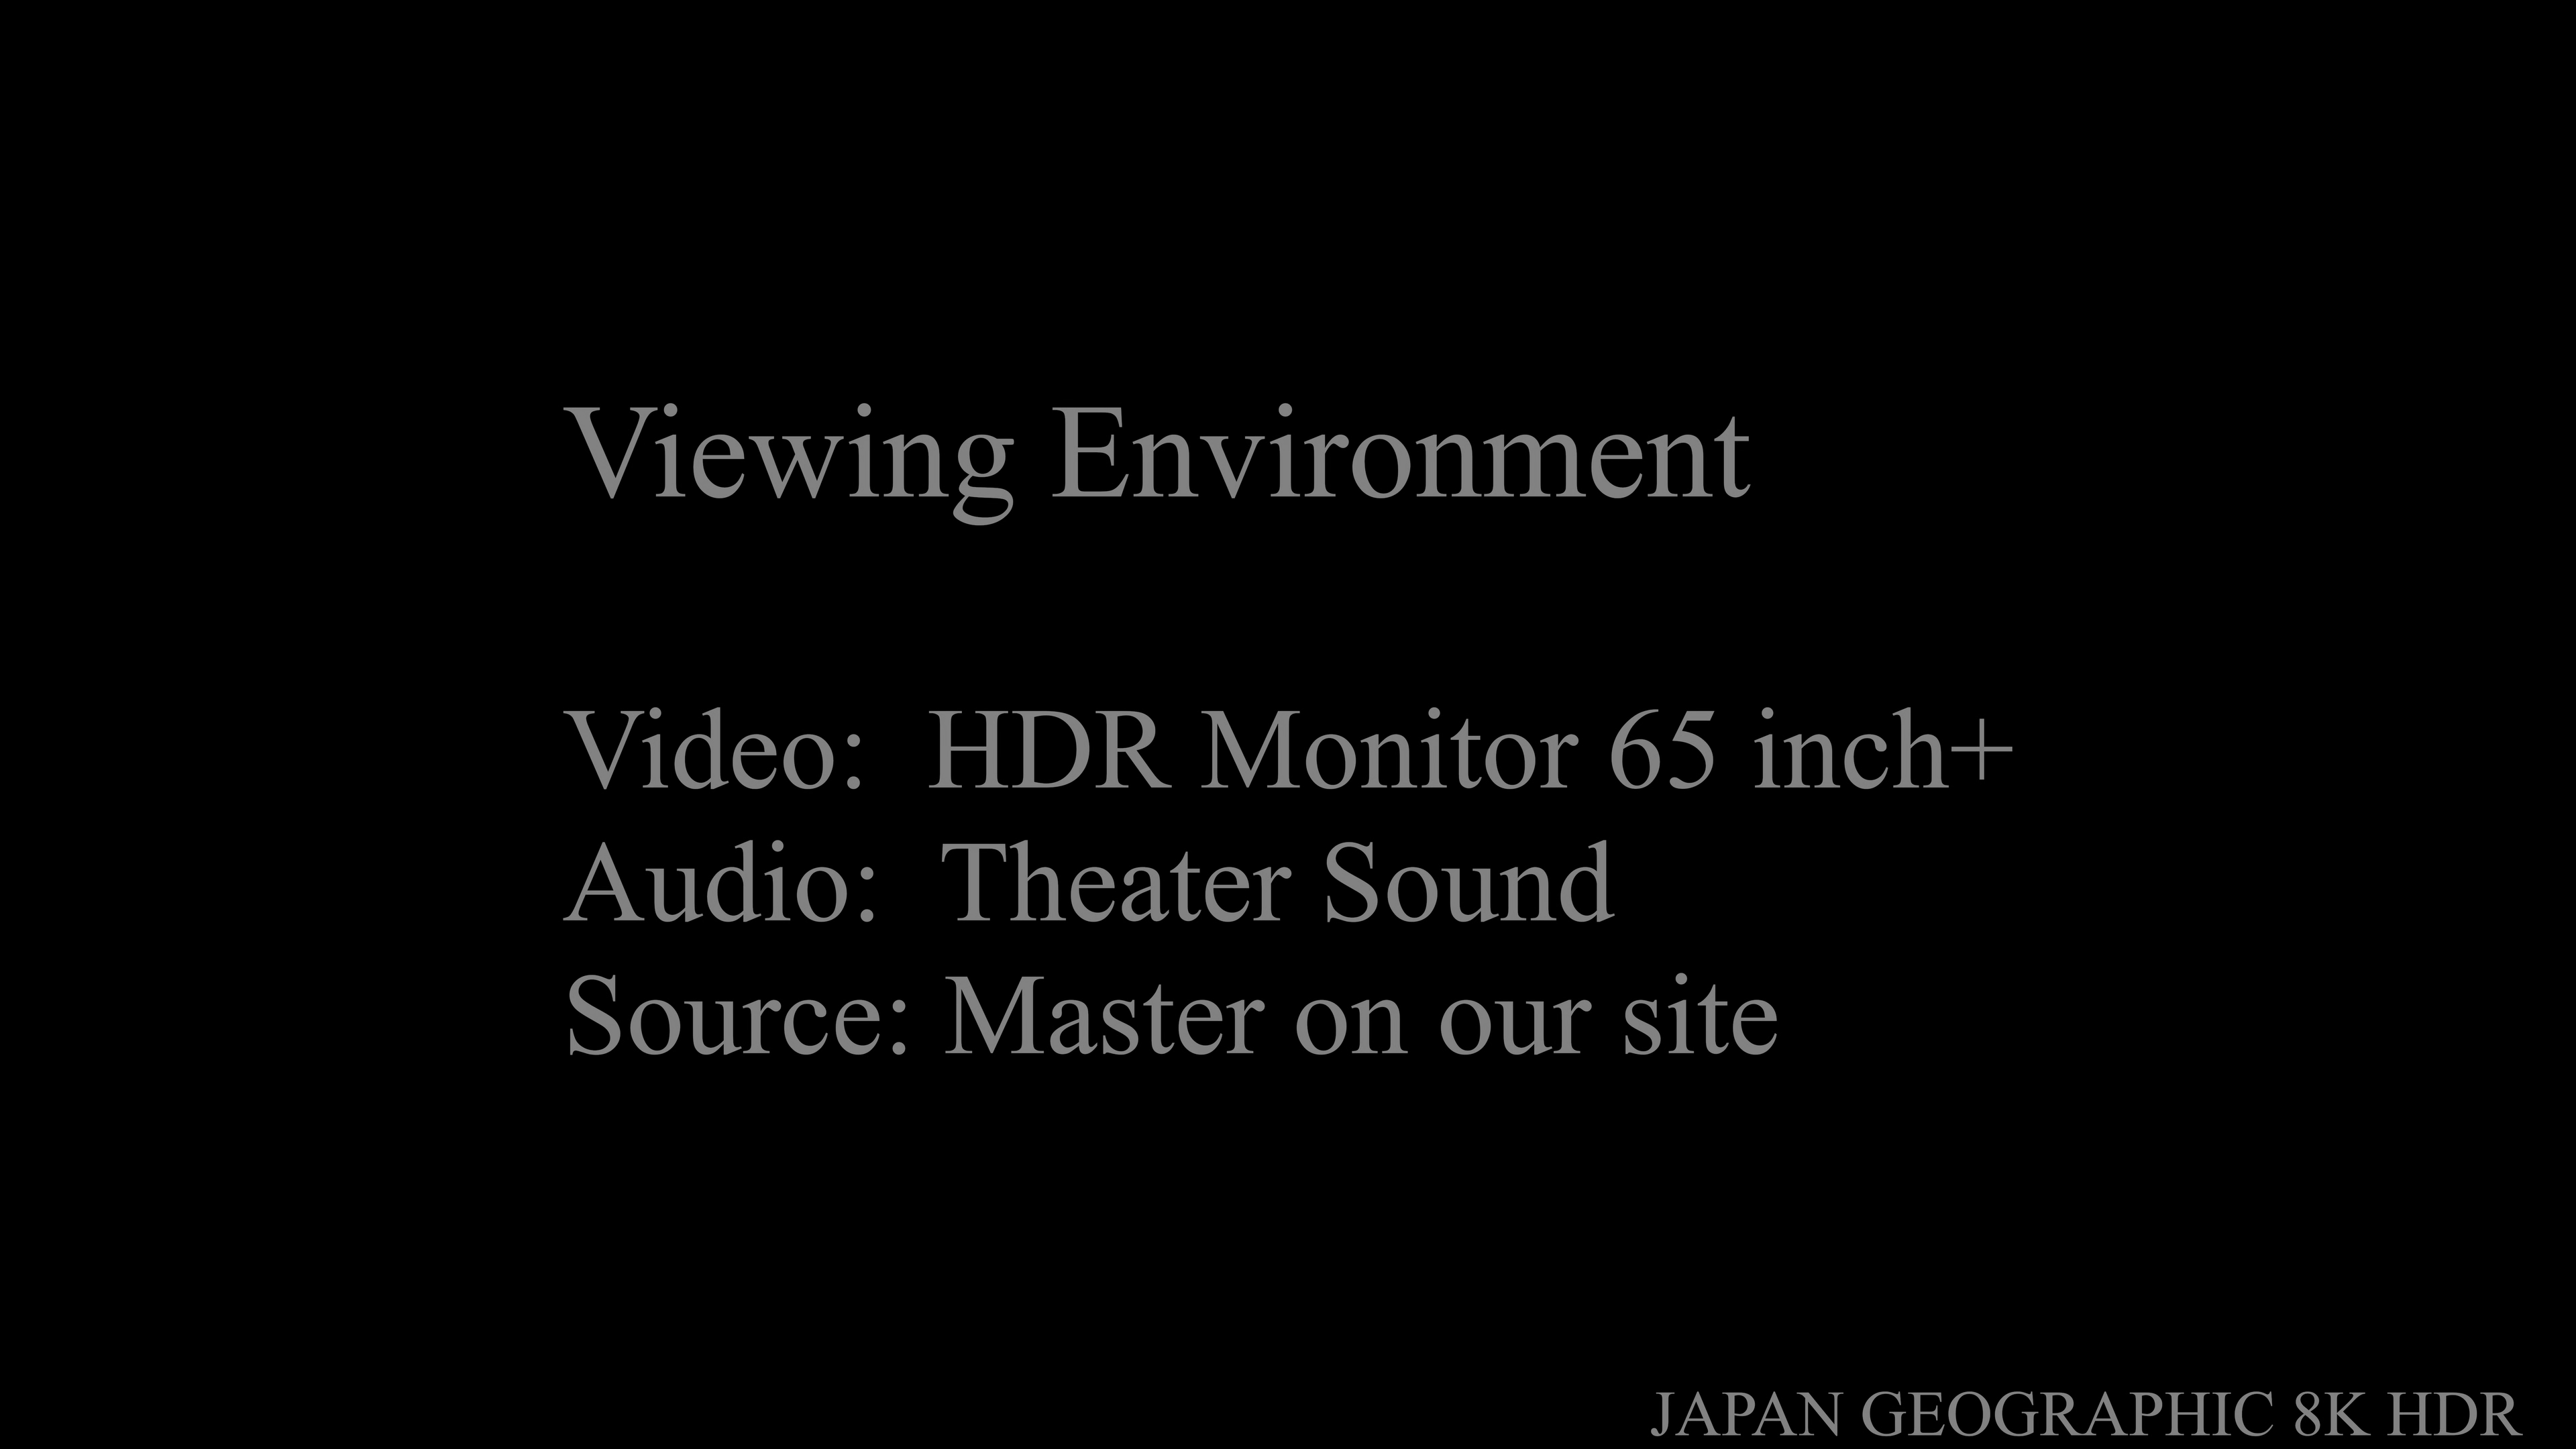 Viewing Environment
Video: HDR Monitor 65 inch+
Audio: Theater Sound
Source: Master on our site
JAPAN GEOGRAPHIC 8K HDR